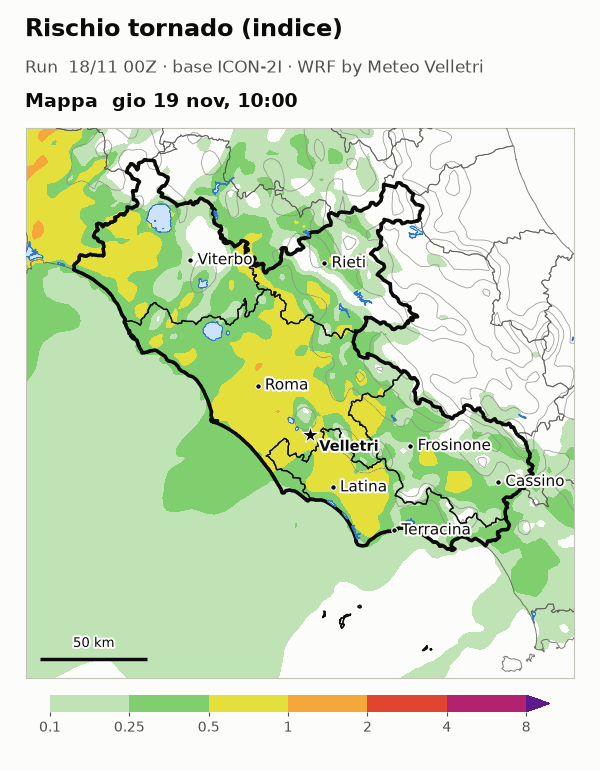 Rischio tornado (indice)
Run  18/11 00Z · base ICON-2I · WRF by Meteo Velletri
Mappa  gio 19 nov, 10:00
Viterbo
Rieti
Roma
Velletri
Frosinone
Cassino
Latina
Terracina
50 km
0.1 0.25 0.5 1 2 4 8